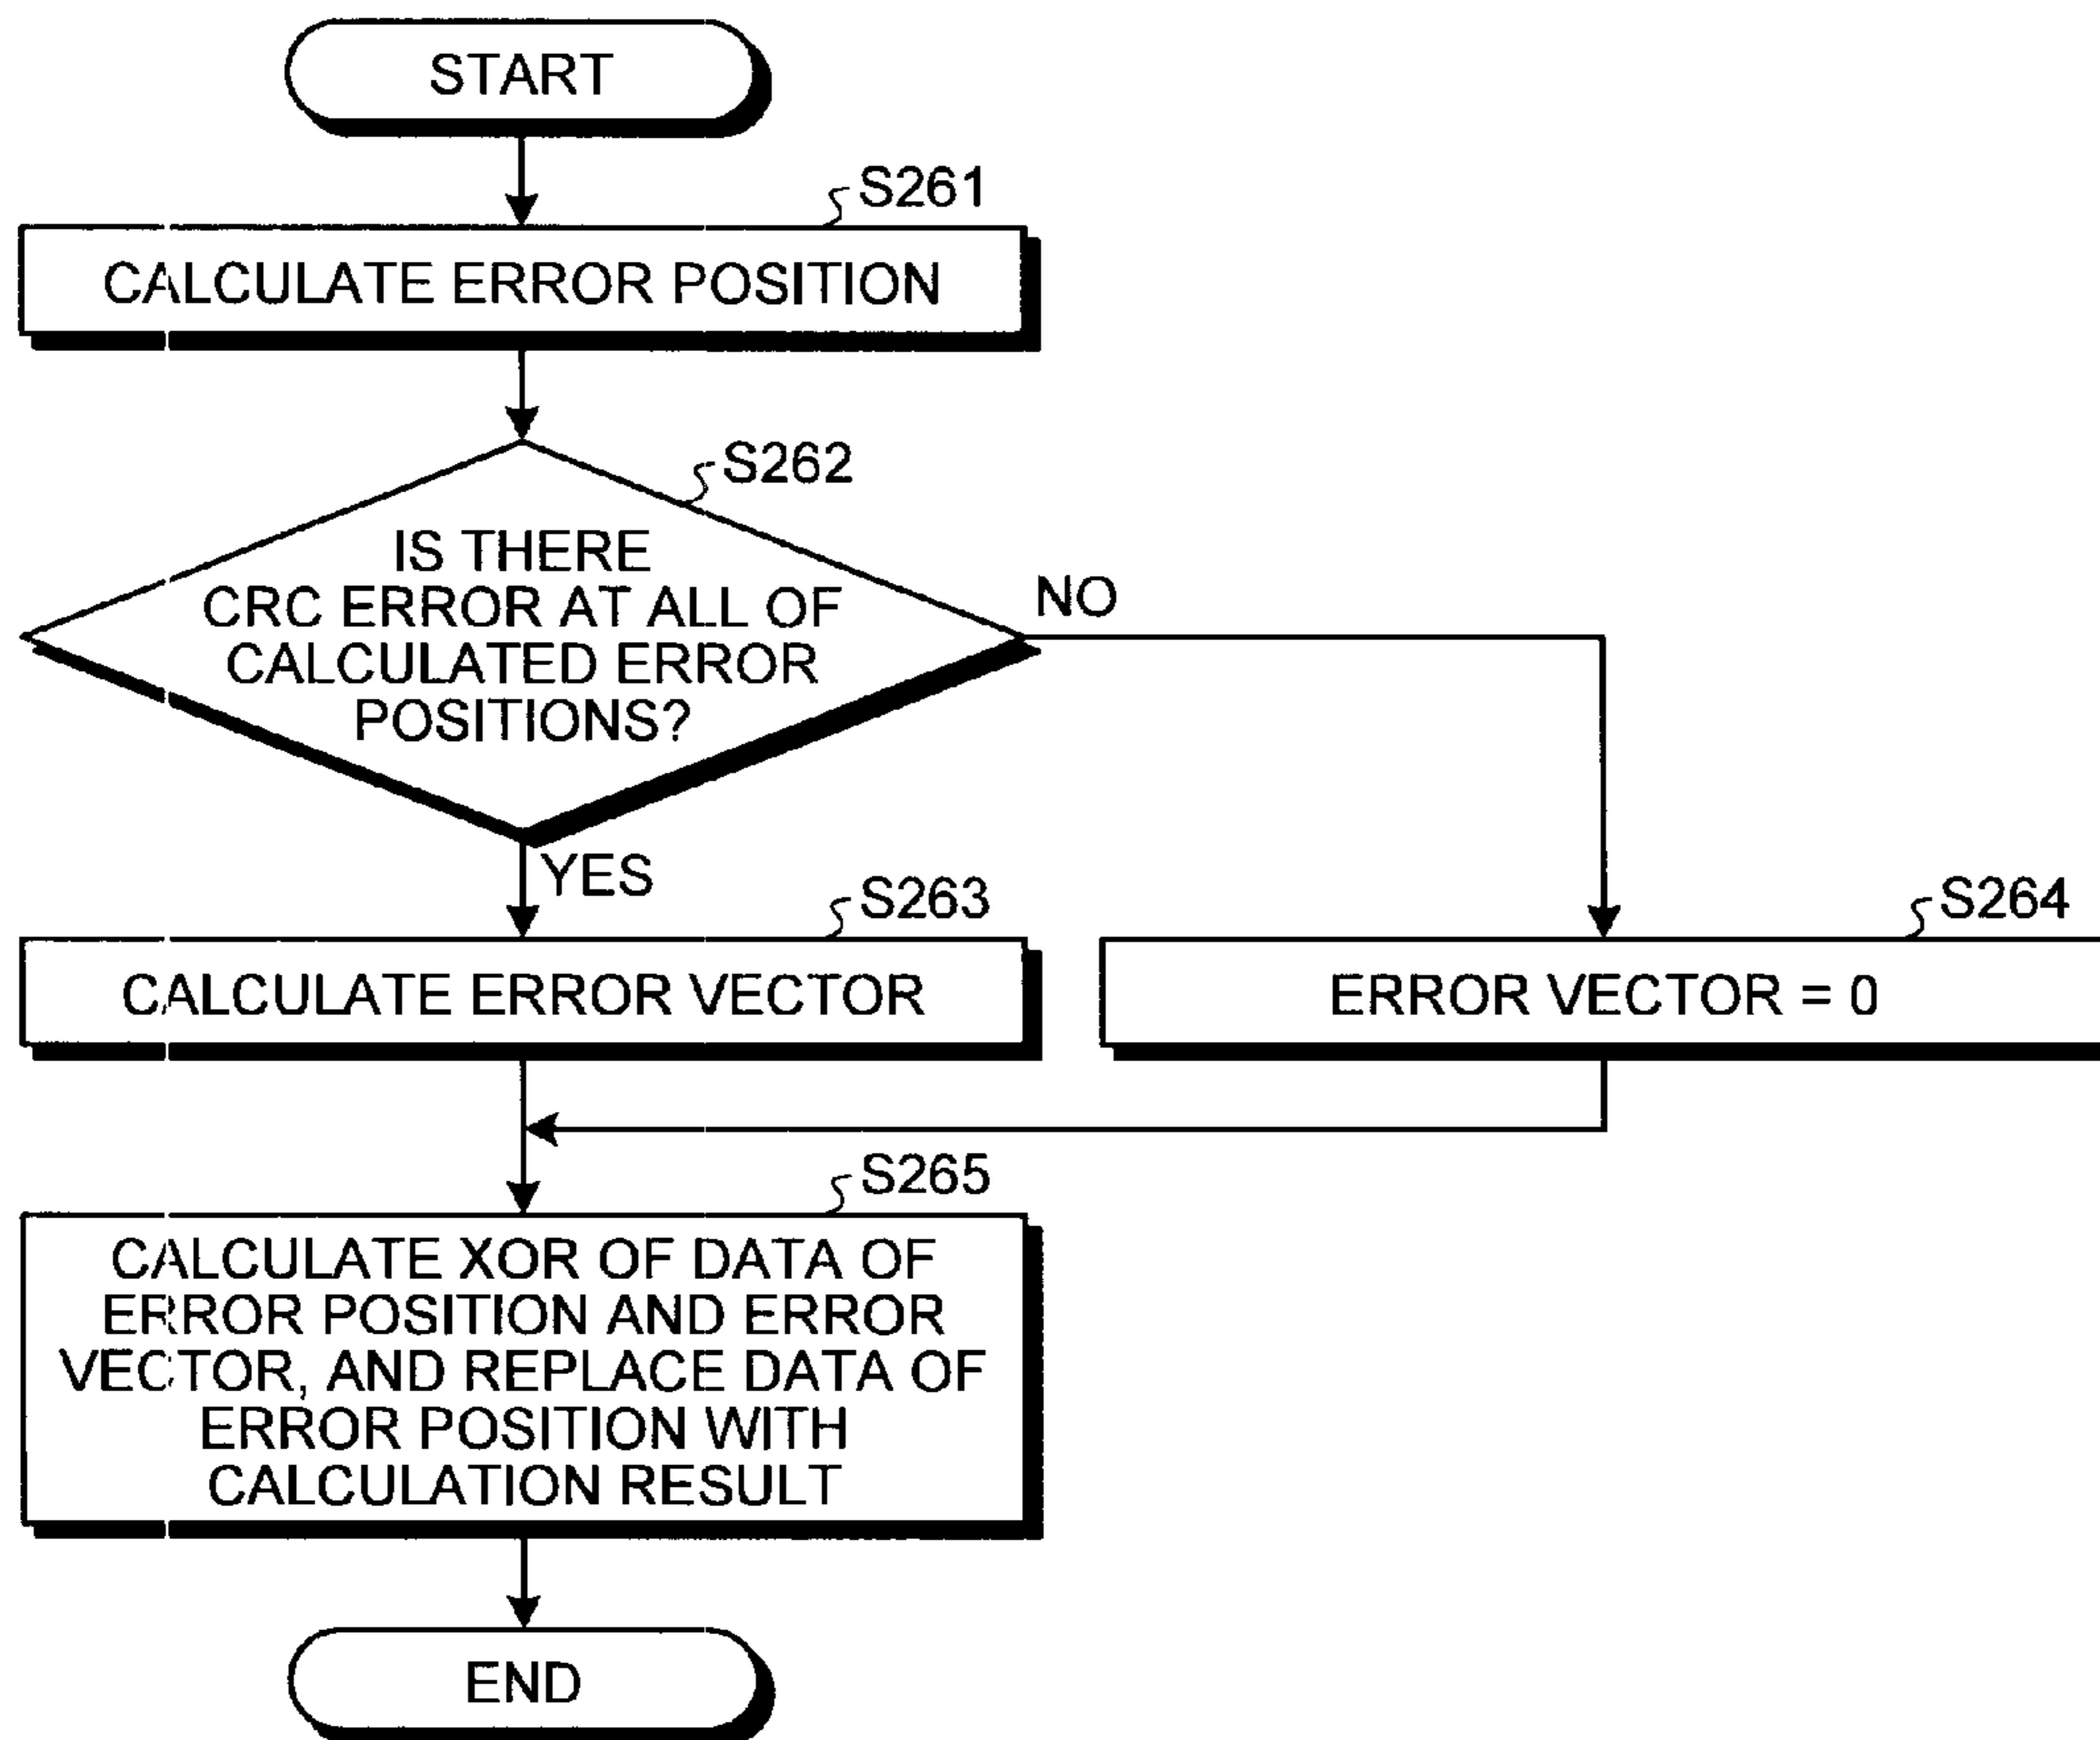 START
S261
CALCULATE ERROR POSITION
S262
IS THERE
CRC ERROR AT ALL OF
CALCULATED ERROR
POSITIONS?
NO
YES
S263
CALCULATE ERROR VECTOR
S264
ERROR VECTOR = 0
S265
CALCULATE XOR OF DATA OF
ERROR POSITION AND ERROR
VECTOR, AND REPLACE DATA OF
ERROR POSITION WITH
CALCULATION RESULT
END